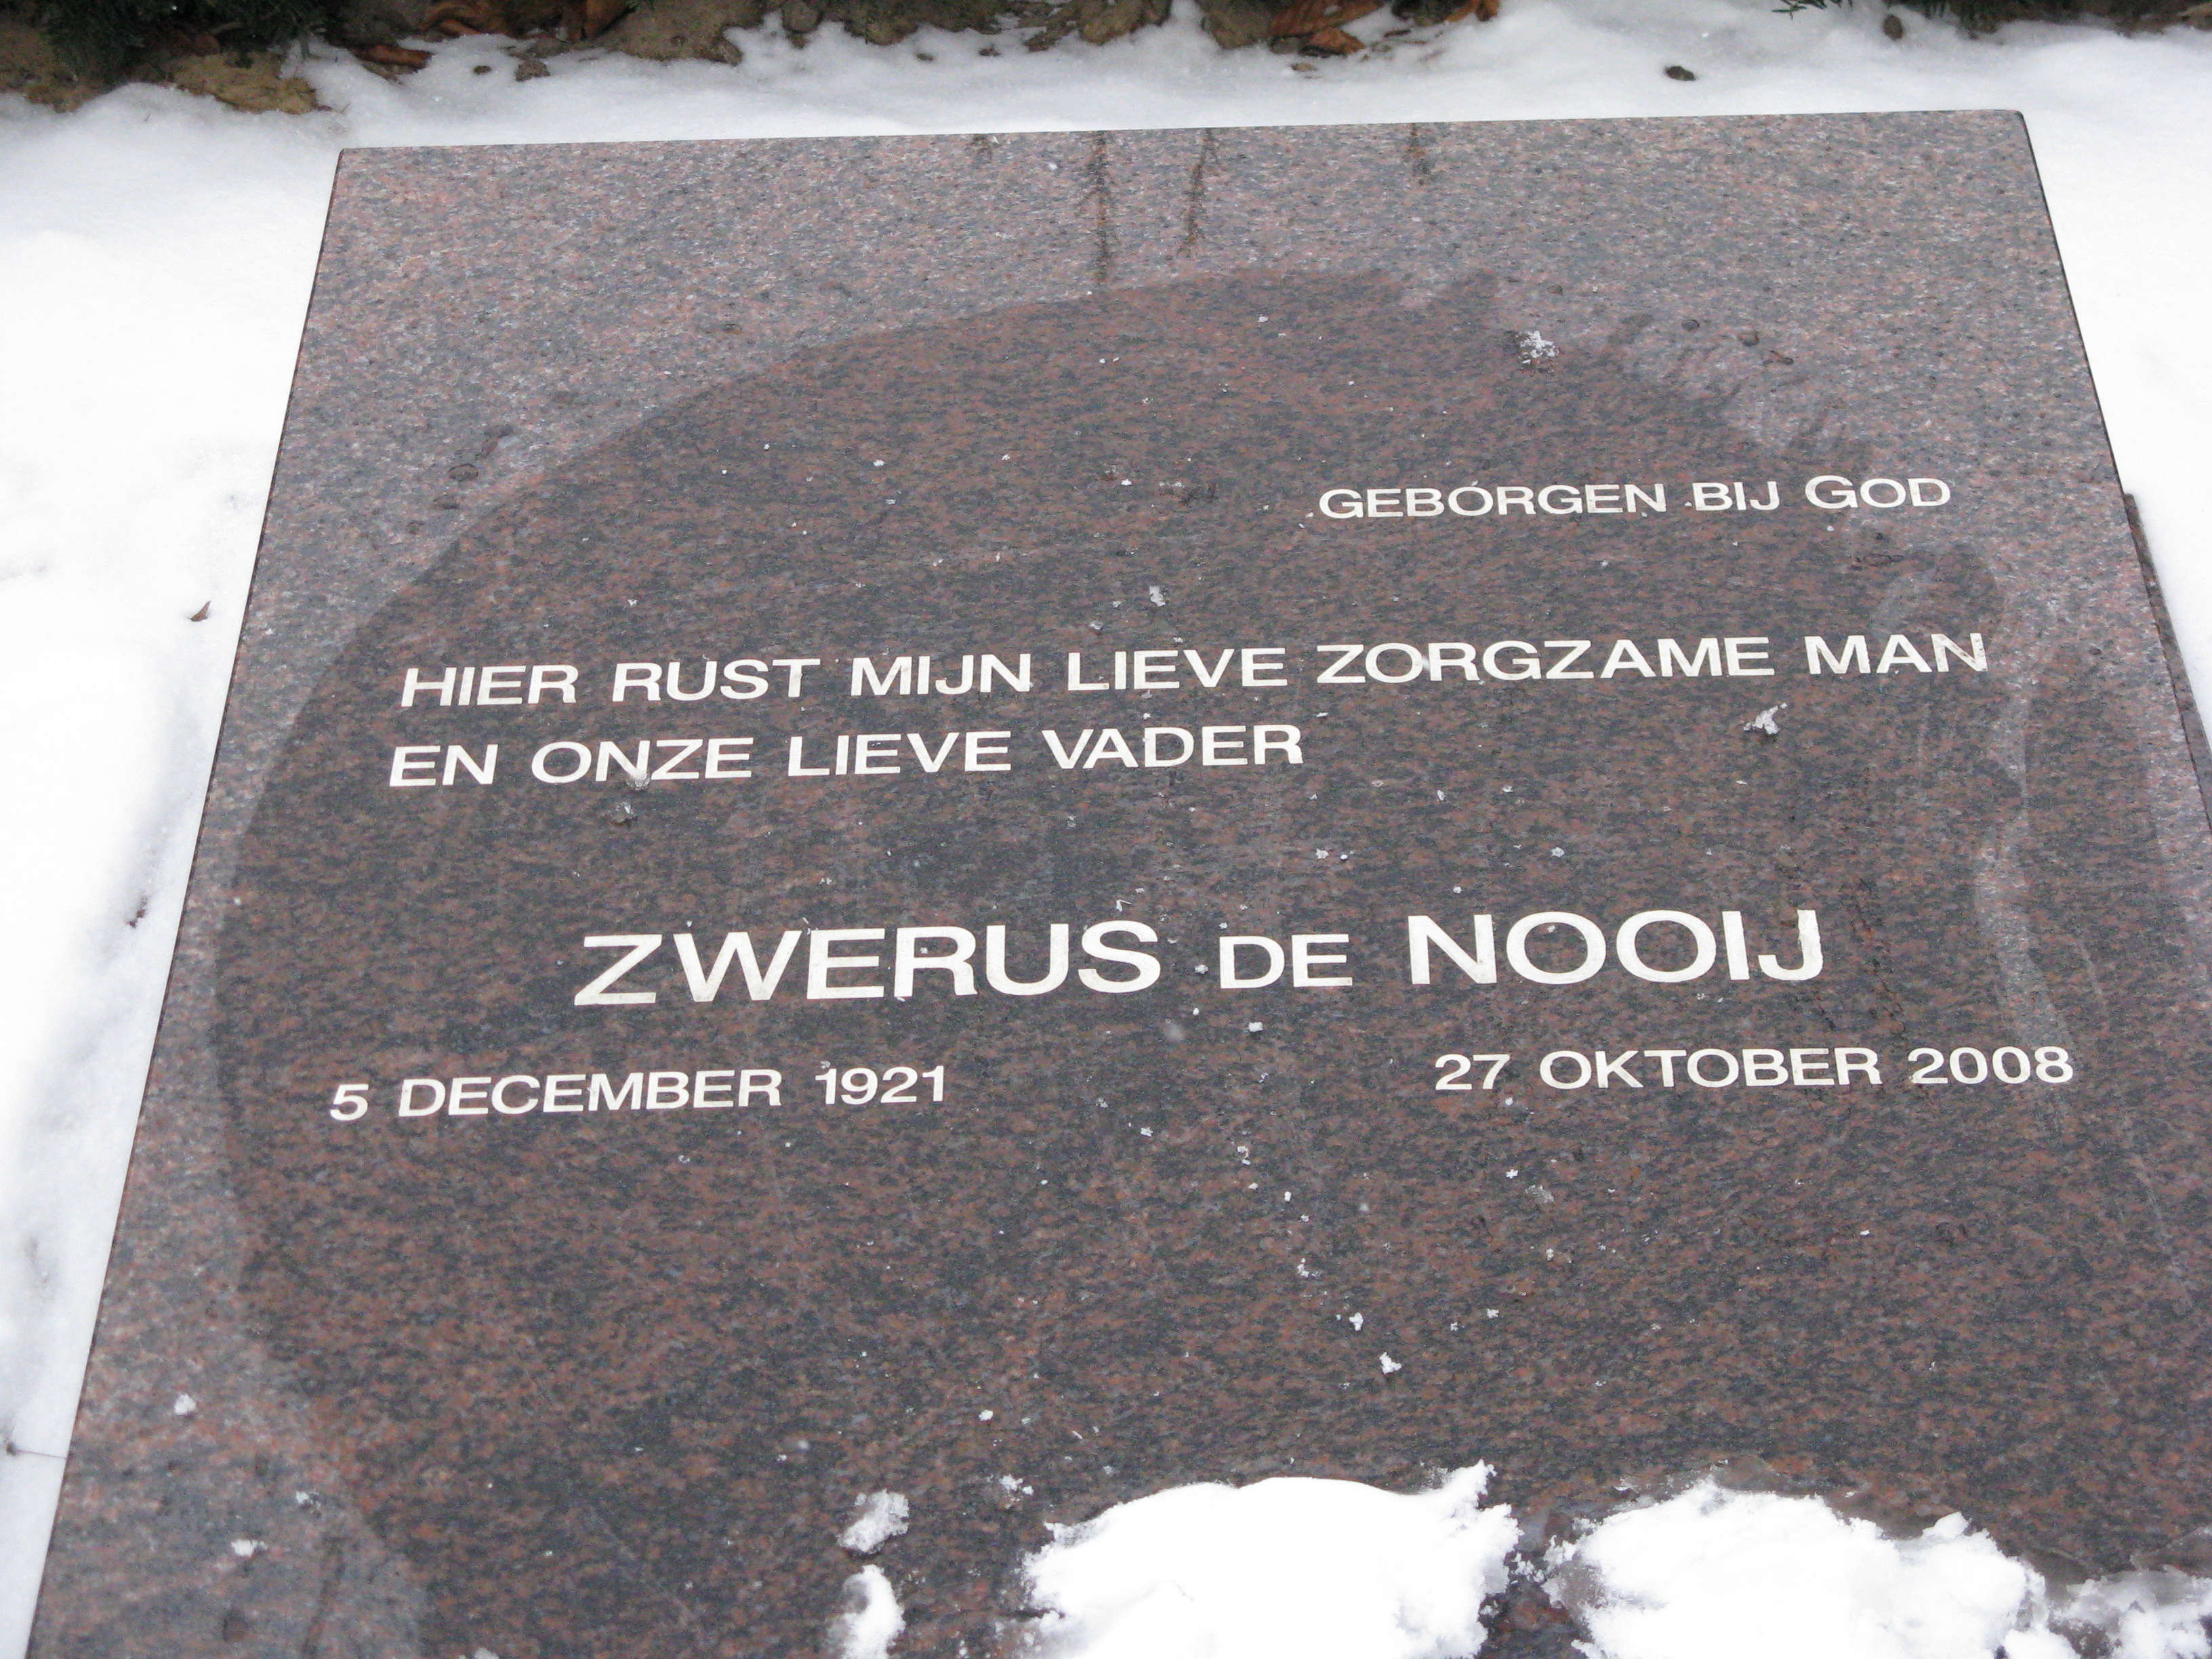 GEBORGEN BIJ GOD
HIER RUST MIJN LIEVE ZORGZAME MAN
EN ONZE LIEVE VADER
ZWERUS DE NOOIJ
5 DECEMBER 1921 27 OKTOBER 2008